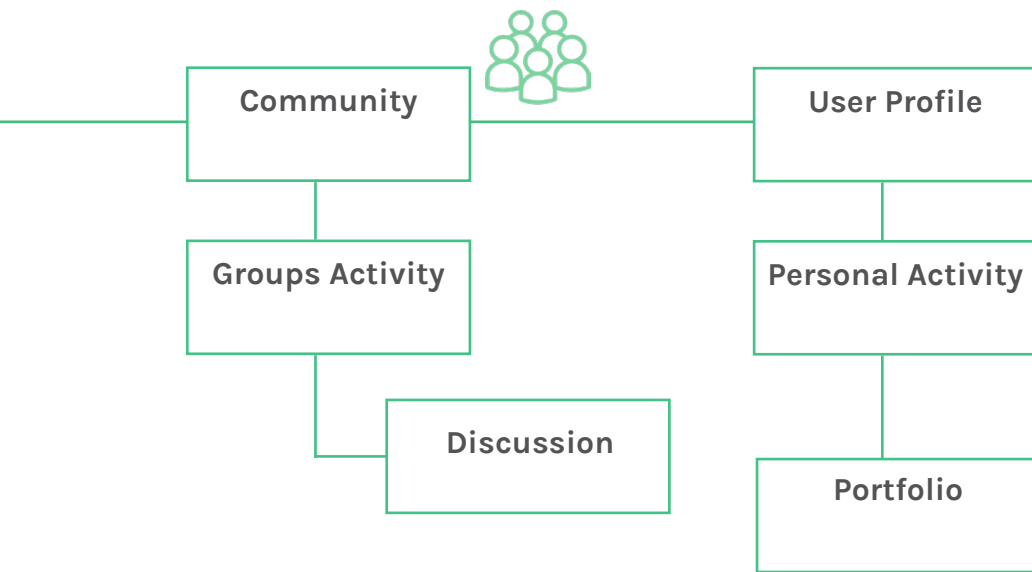 Community
User Profile
Groups Activity
Personal Activity
Discussion
Portfolio